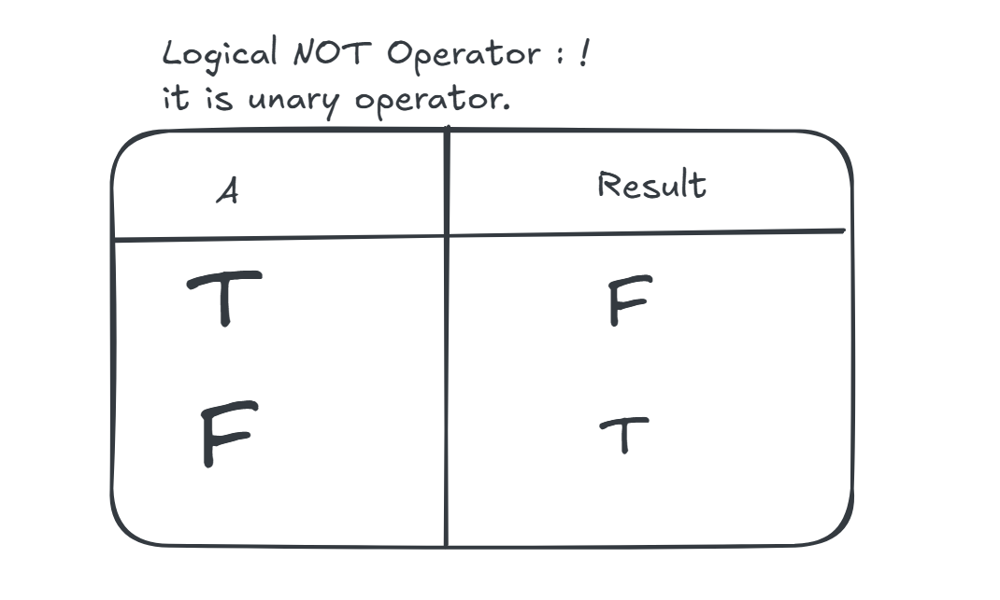 Logical NOT Operator : !
it is unary operator.
A Result
T F
F T